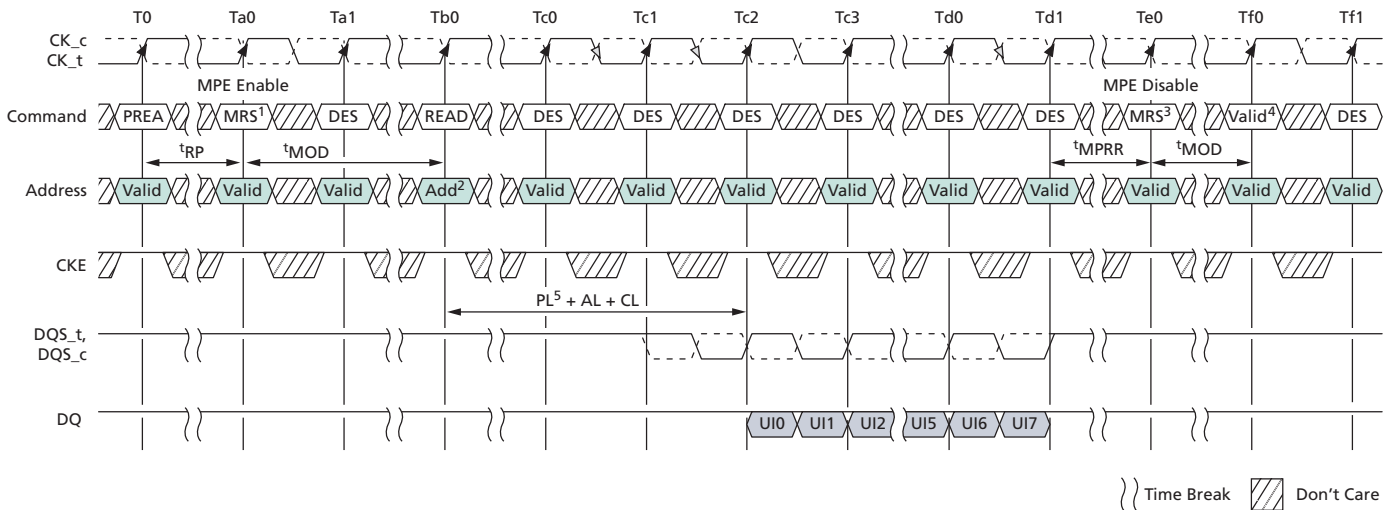 T0 Ta0 Ta1 Tb0 Tc0 Tc1 Tc2 Tc3 Td0 Td1 Te0 Tf0 Tf1
CK_c
CK_t
MPE Enable MPE Disable
Command PREA MRS¹ DES READ DES DES DES DES DES DES MRS³ Valid⁴ DES
tRP tMOD tMPRR tMOD
Address Valid Valid Valid Add² Valid Valid Valid Valid Valid Valid Valid Valid Valid
CKE
PL⁵ + AL + CL
DQS_t,
DQS_c
DQ UI0 UI1 UI2 UI5 UI6 UI7
Time Break Don't Care